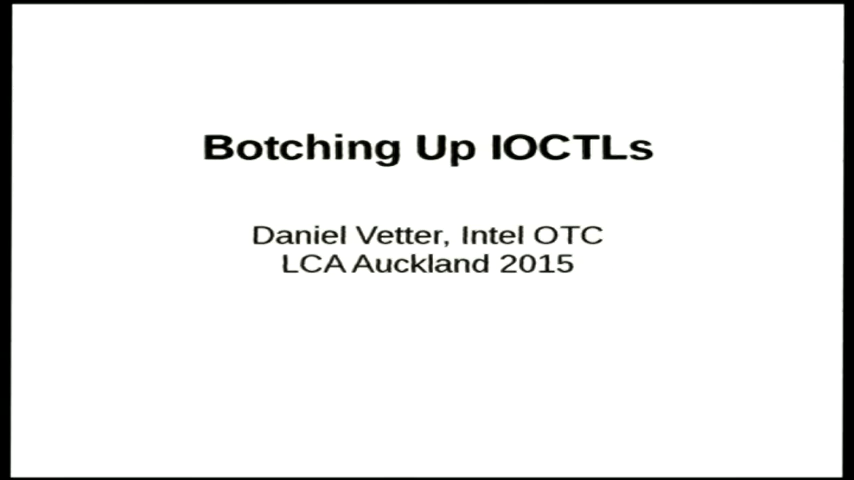 Botching Up IOCTLs
Daniel Vetter, Intel OTC
LCA Auckland 2015